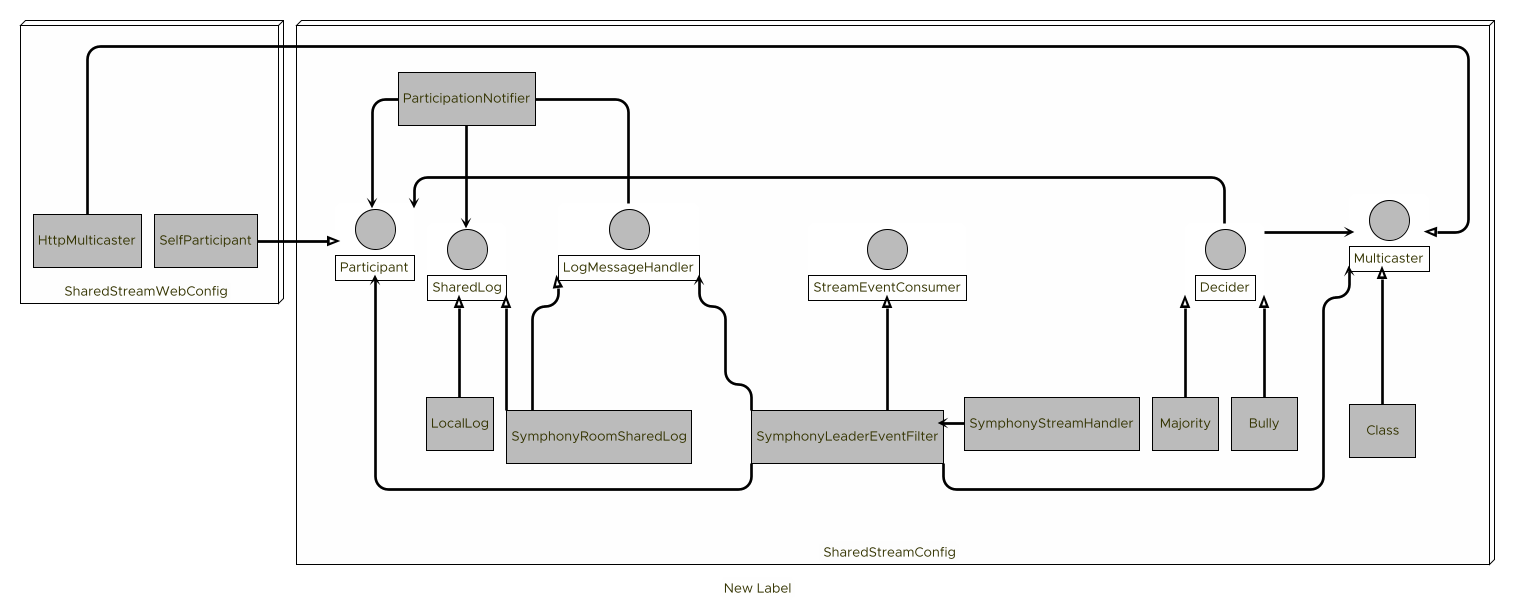 ParticipationNotifier
HttpMulticaster
SelfParticipant
SharedStreamWebConfig
Participant
SharedLog
LogMessageHandler
StreamEventConsumer
Decider
Multicaster
LocalLog
SymphonyRoomSharedLog
SymphonyLeaderEventFilter
SymphonyStreamHandler
Majority
Bully
Class
SharedStreamConfig
New Label